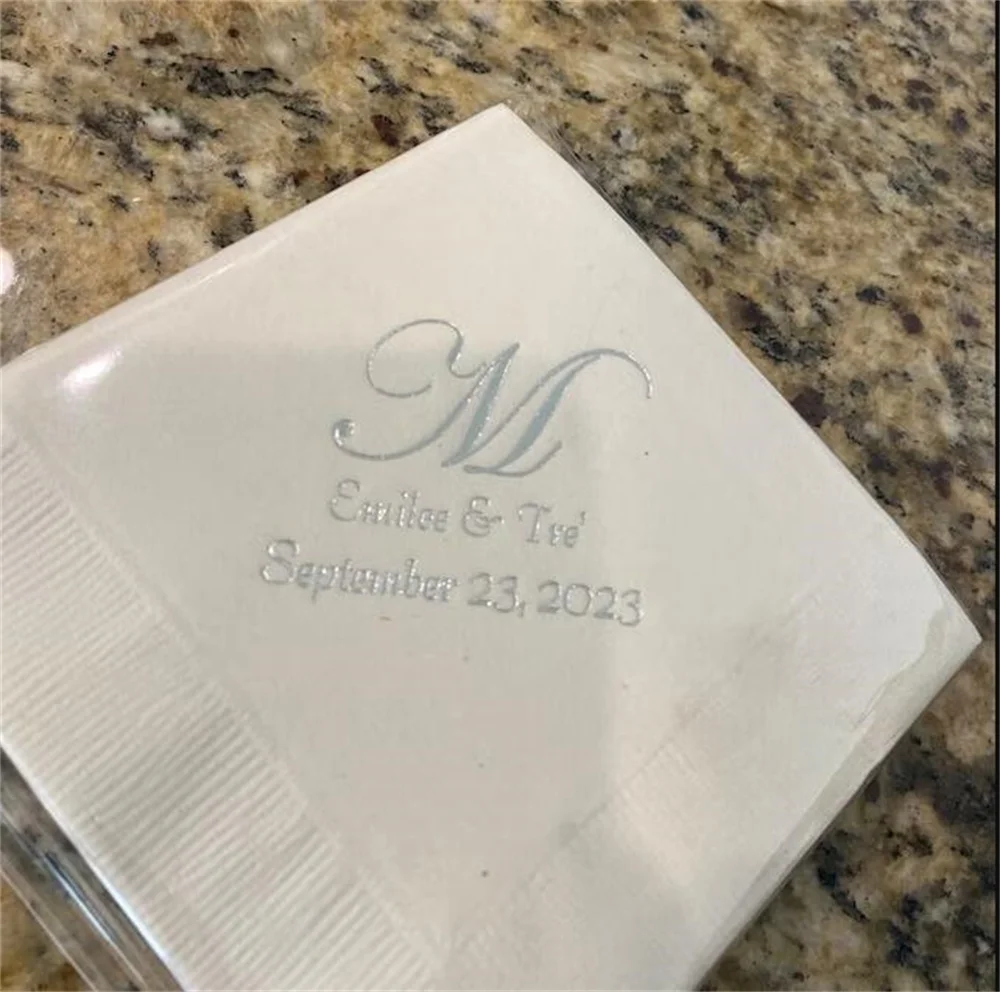 M
Emilee & Tre'
September 23, 2023